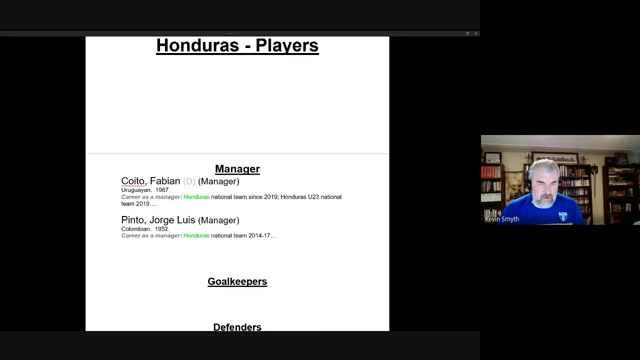 Honduras - Players
Manager
Coito, Fabian (D) (Manager)
Uruguayan. 1967.
Career as a manager: Honduras national team since 2019; Honduras U23 national
team 2019….
Pinto, Jorge Luis (Manager)
Colombian. 1952.
Career as a manager: Honduras national team 2014-17…
Goalkeepers
Defenders
Kevin Smyth